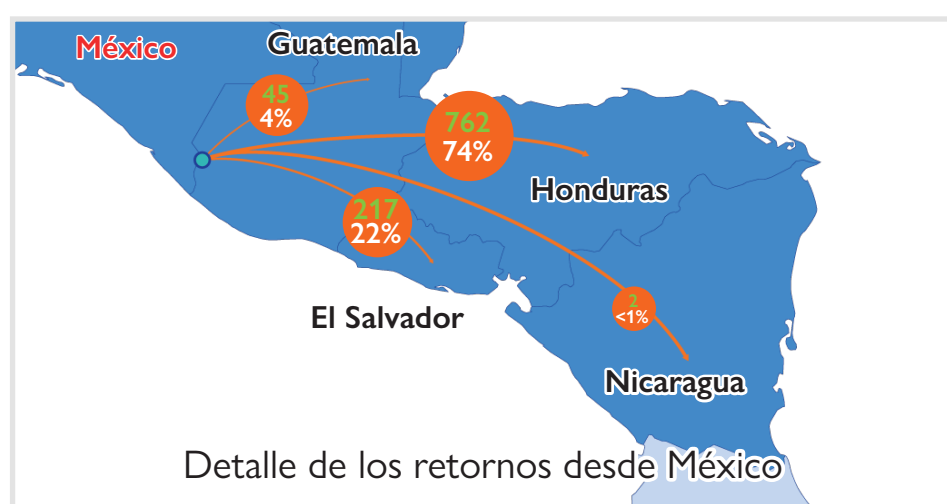 México
Guatemala
45
4%
762
74%
Honduras
217
22%
El Salvador
2
<1%
Nicaragua
Detalle de los retornos desde México